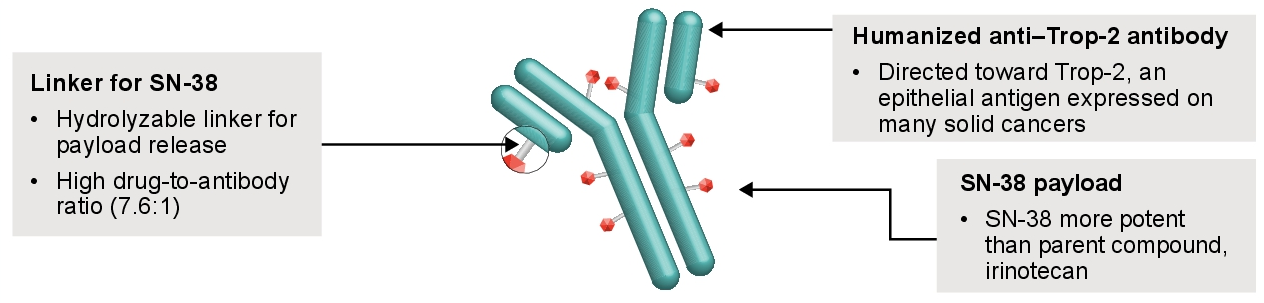 Linker for SN-38
• Hydrolyzable linker for
payload release
• High drug-to-antibody
ratio (7.6:1)
Humanized anti–Trop-2 antibody
• Directed toward Trop-2, an
epithelial antigen expressed on
many solid cancers
SN-38 payload
• SN-38 more potent
than parent compound,
irinotecan